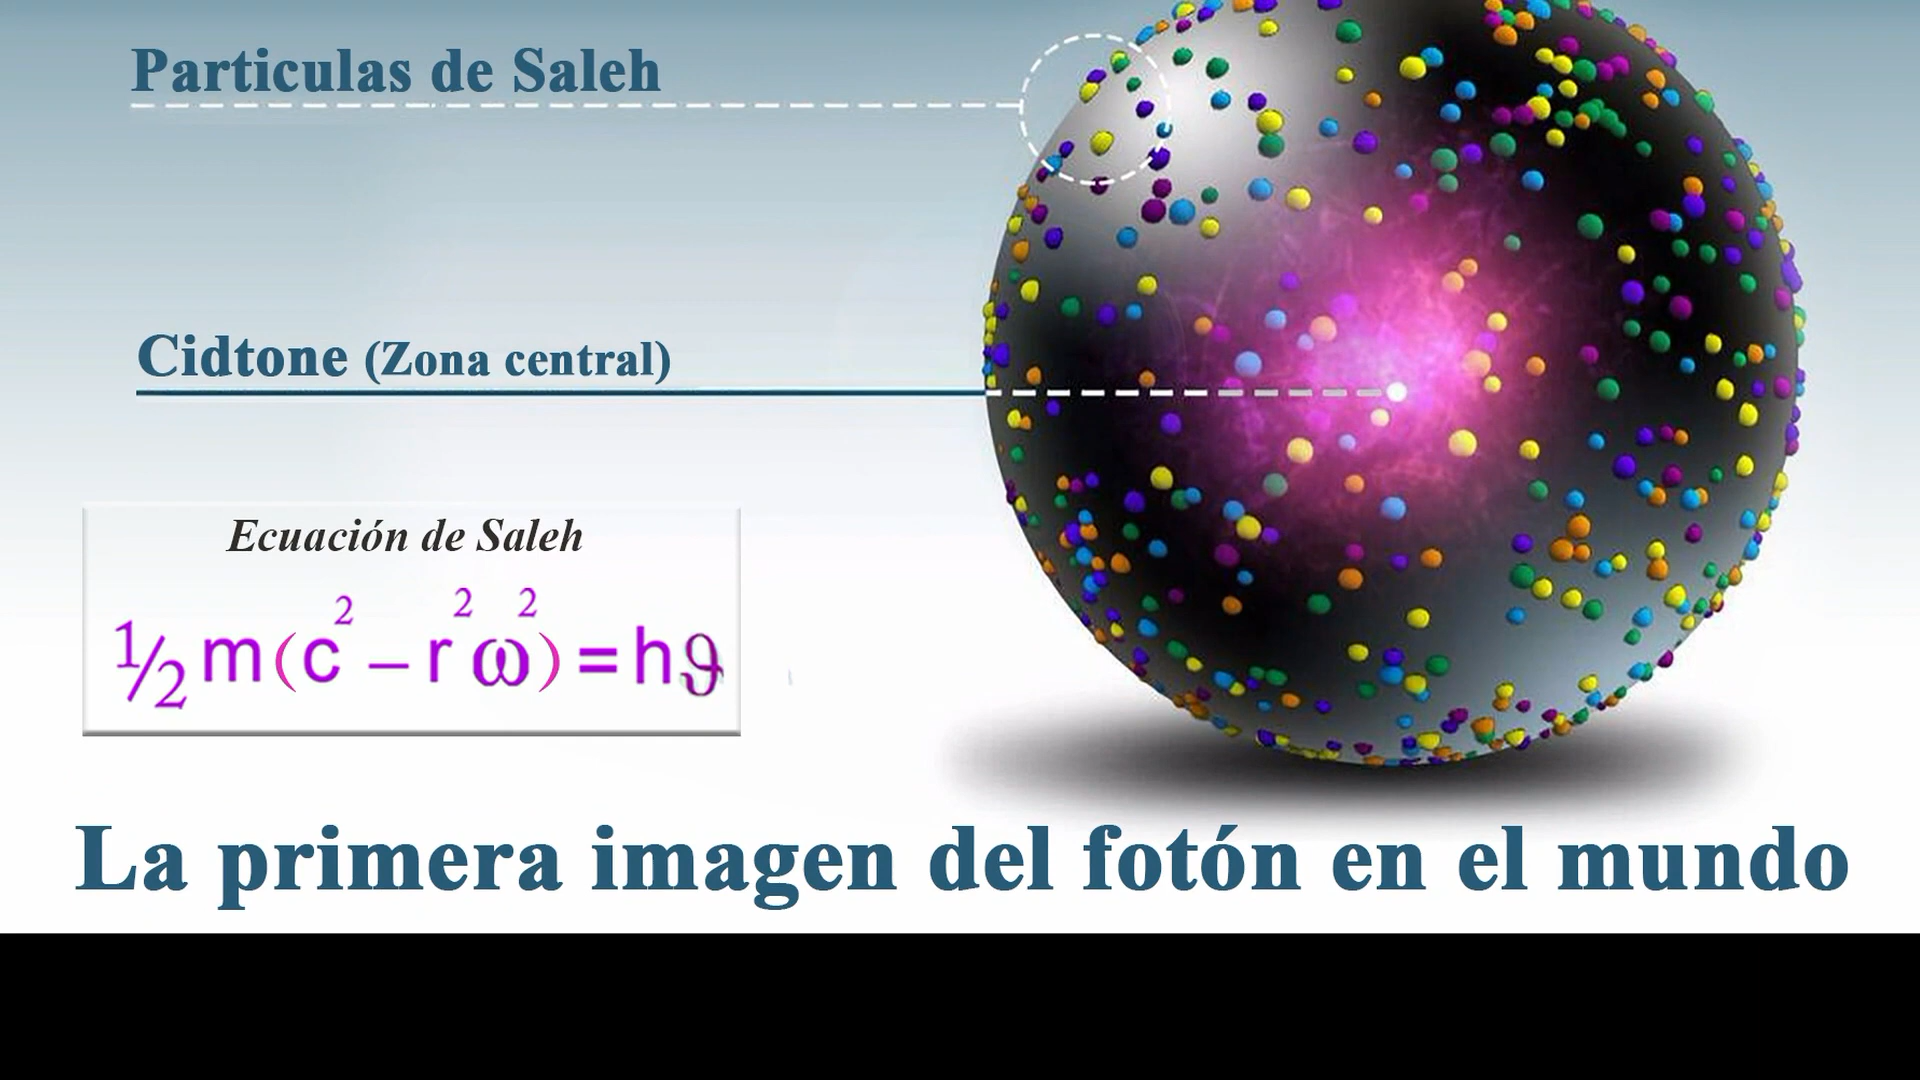 Particulas de Saleh
Cidtone (Zona central)
Ecuación de Saleh
½ m(c² – r²ω²) = hϑ
La primera imagen del fotón en el mundo